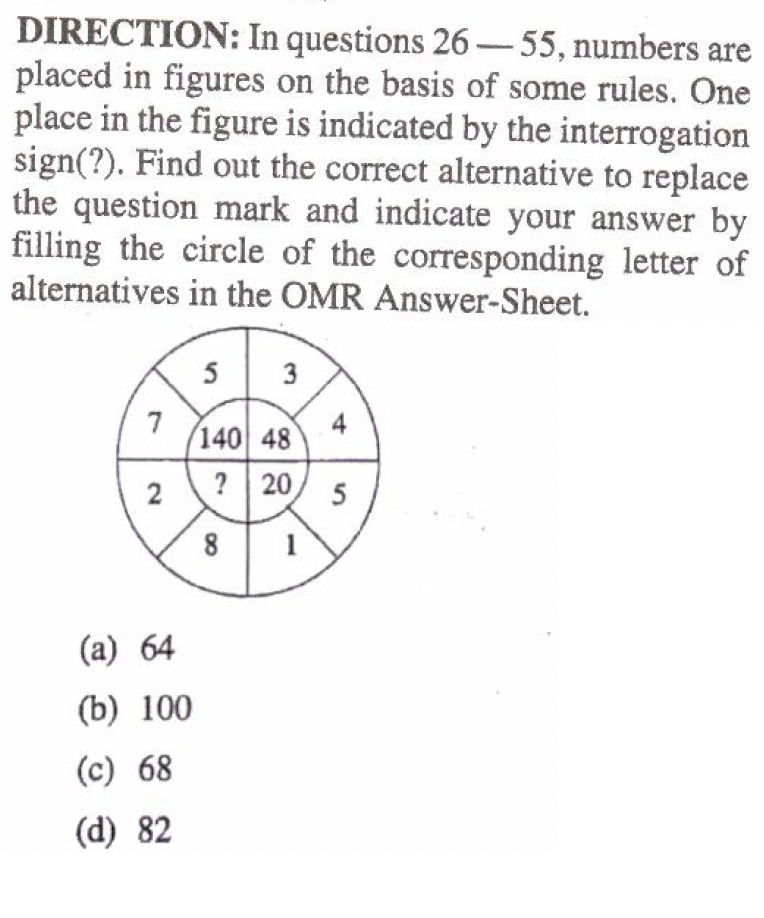 DIRECTION: In questions 26 — 55, numbers are
placed in figures on the basis of some rules. One
place in the figure is indicated by the interrogation
sign(?). Find out the correct alternative to replace
the question mark and indicate your answer by
filling the circle of the corresponding letter of
alternatives in the OMR Answer-Sheet.
5 3
7 140 48 4
2 ? 20 5
8 1
(a) 64
(b) 100
(c) 68
(d) 82